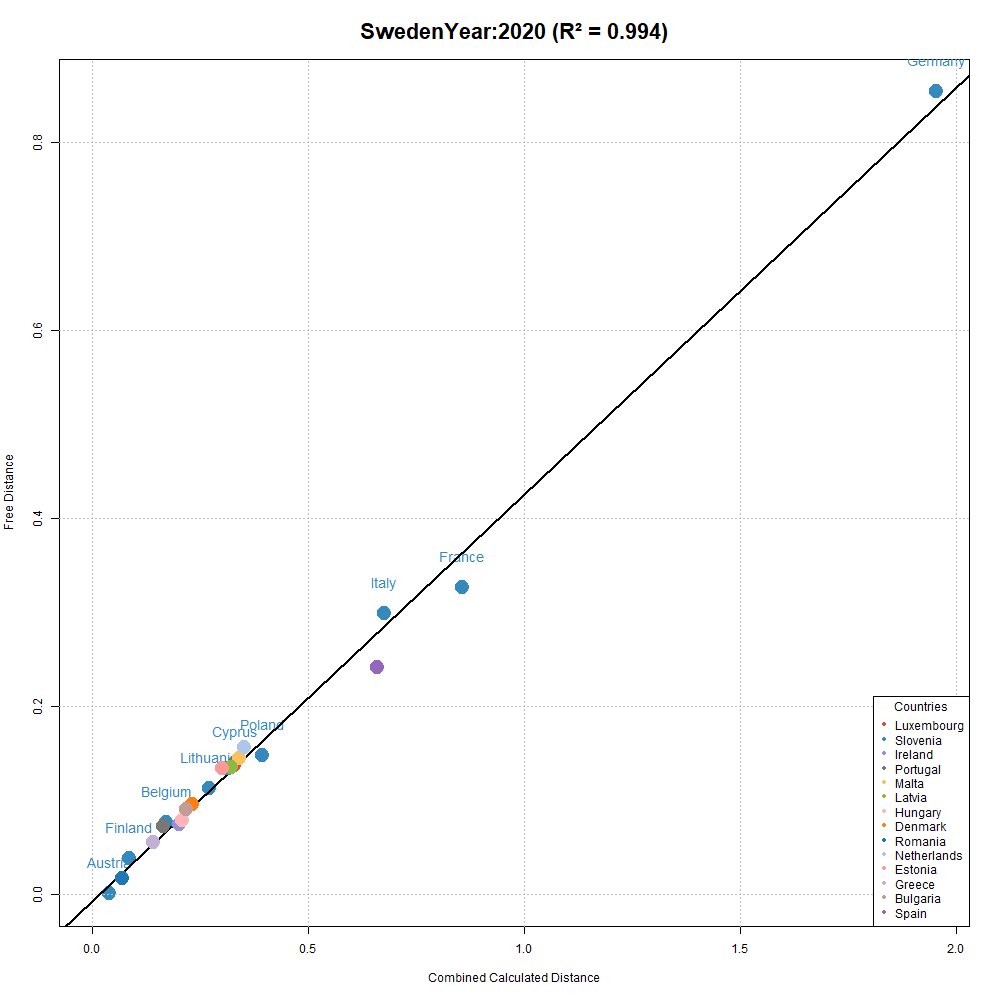 SwedenYear:2020 (R² = 0.994)
Germany
0.8
0.6
Free Distance
0.4
France
Italy
0.2
Poland
Cyprus
Lithuani
Belgium
Finland
Austri
0.0
Countries
Luxembourg
Slovenia
Ireland
Portugal
Malta
Latvia
Hungary
Denmark
Romania
Netherlands
Estonia
Greece
Bulgaria
Spain
0.0 0.5 1.0 1.5 2.0
Combined Calculated Distance